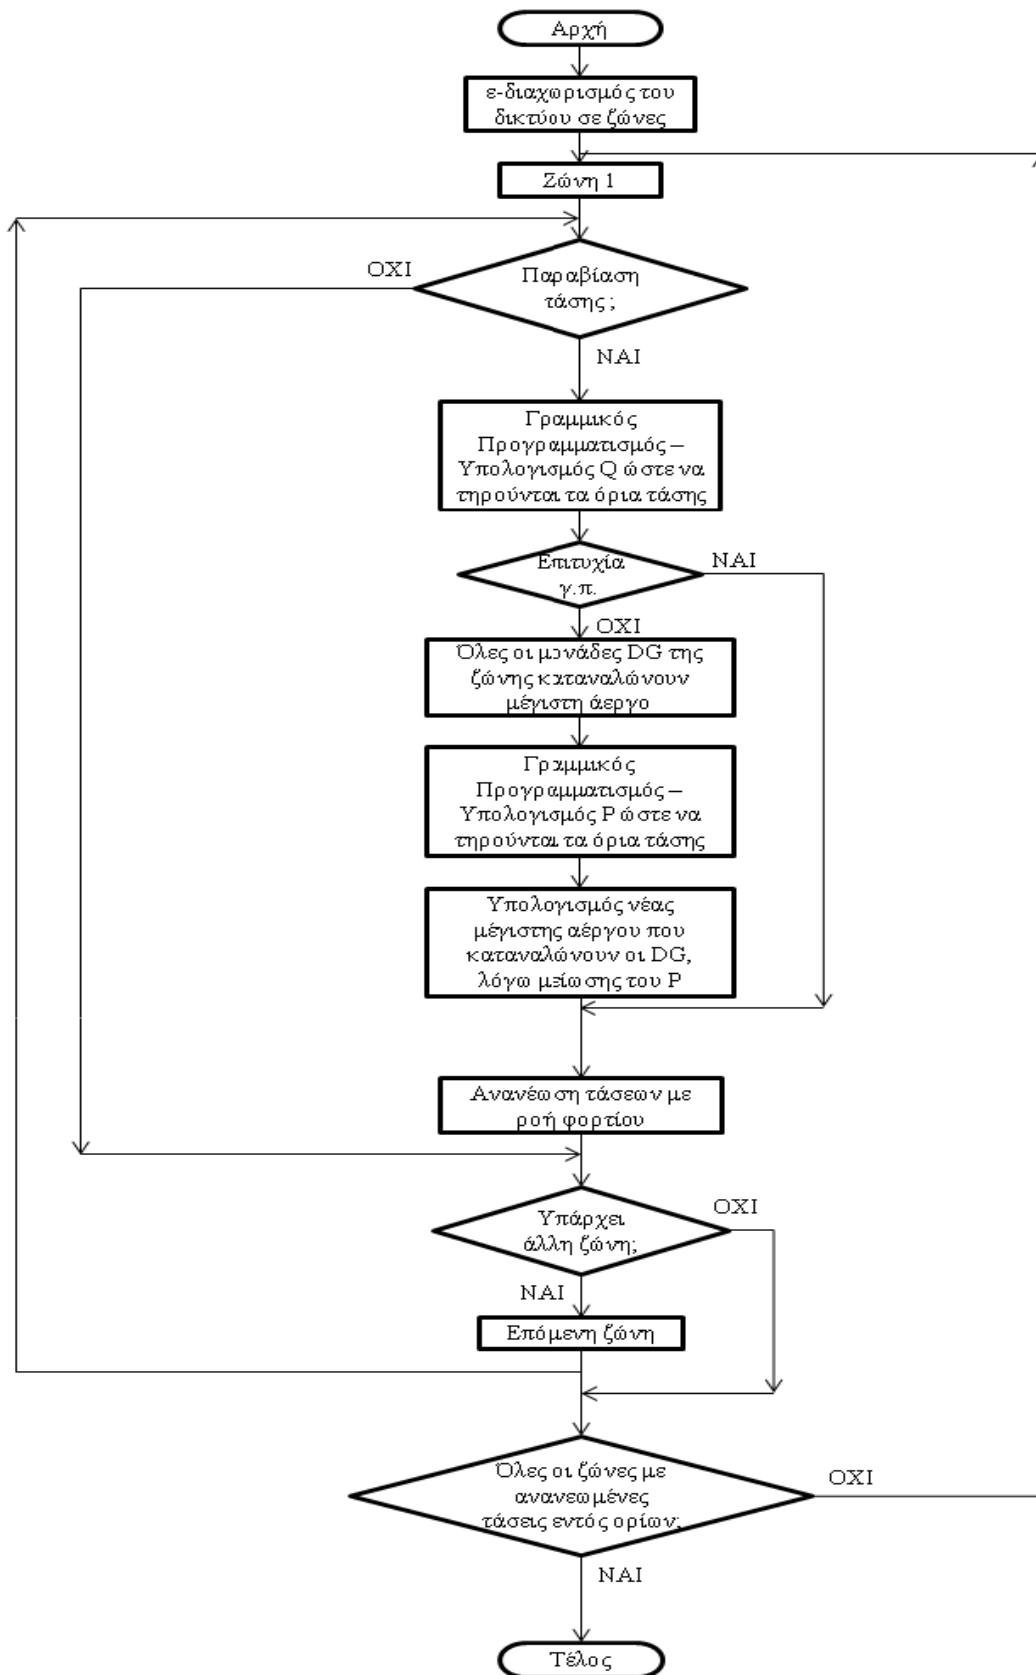 Αρχή
ε-διαχωρισμός του
δικτύου σε ζώνες
Ζώνη 1
ΟΧΙ
Παραβίαση
τάσης ;
ΝΑΙ
Γραμμικός
Προγραμματισμός –
Υπολογισμός Q ώστε να
τηρούνται τα όρια τάσης
Επιτυχία
γ.π.
ΝΑΙ
ΟΧΙ
Όλες οι μονάδες DG της
ζώνης καταναλώνουν
μέγιστη άεργο
Γραμμικός
Προγραμματισμός –
Υπολογισμός P ώστε να
τηρούνται τα όρια τάσης
Υπολογισμός νέας
μέγιστης αέργου που
καταναλώνουν οι DG,
λόγω μείωσης του P
Ανανέωση τάσεων με
ροή φορτίου
Υπάρχει
άλλη ζώνη;
ΟΧΙ
ΝΑΙ
Επόμενη ζώνη
Όλες οι ζώνες με
ανανεωμένες
τάσεις εντός ορίων;
ΟΧΙ
ΝΑΙ
Τέλος